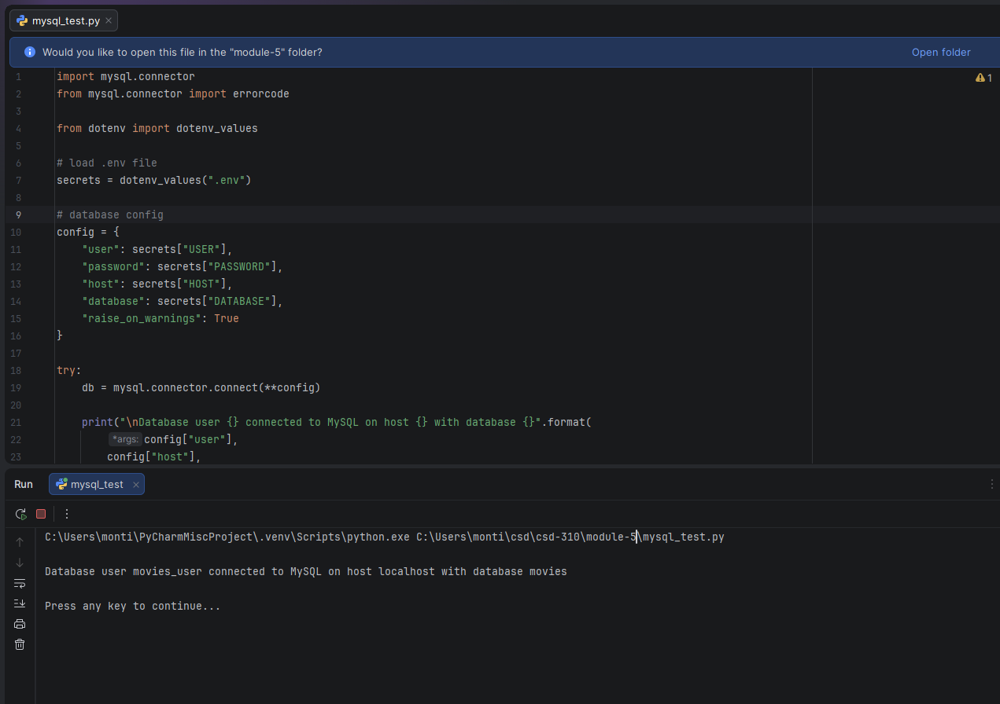 mysql_test.py
Would you like to open this file in the "module-5" folder? Open folder
1 import mysql.connector
2 from mysql.connector import errorcode
3
4 from dotenv import dotenv_values
5
6 # load .env file
7 secrets = dotenv_values(".env")
8
9 # database config
10 config = {
11     "user": secrets["USER"],
12     "password": secrets["PASSWORD"],
13     "host": secrets["HOST"],
14     "database": secrets["DATABASE"],
15     "raise_on_warnings": True
16 }
17
18 try:
19     db = mysql.connector.connect(**config)
20
21     print("\nDatabase user {} connected to MySQL on host {} with database {}".format(
22         *args: config["user"],
23         config["host"],
1
Run mysql_test
C:\Users\monti\PyCharmMiscProject\.venv\Scripts\python.exe C:\Users\monti\csd\csd-310\module-5\mysql_test.py
Database user movies_user connected to MySQL on host localhost with database movies
Press any key to continue...